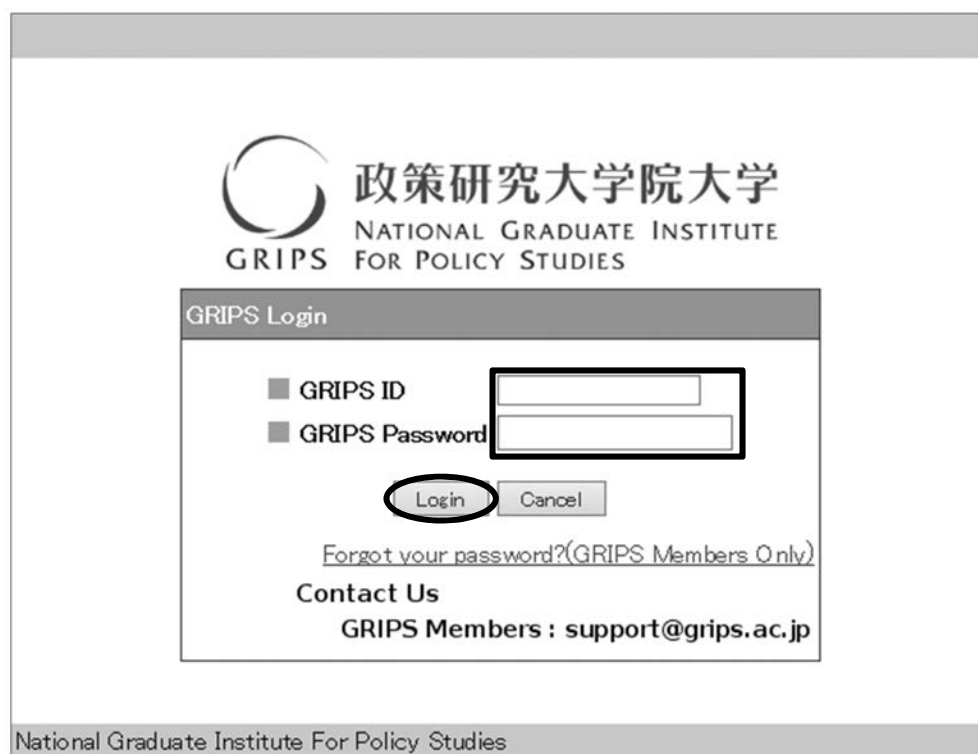 政策研究大学院大学
NATIONAL GRADUATE INSTITUTE
FOR POLICY STUDIES
GRIPS
GRIPS Login
GRIPS ID
GRIPS Password
Login Cancel
Forgot your password?(GRIPS Members Only)
Contact Us
GRIPS Members : support@grips.ac.jp
National Graduate Institute For Policy Studies